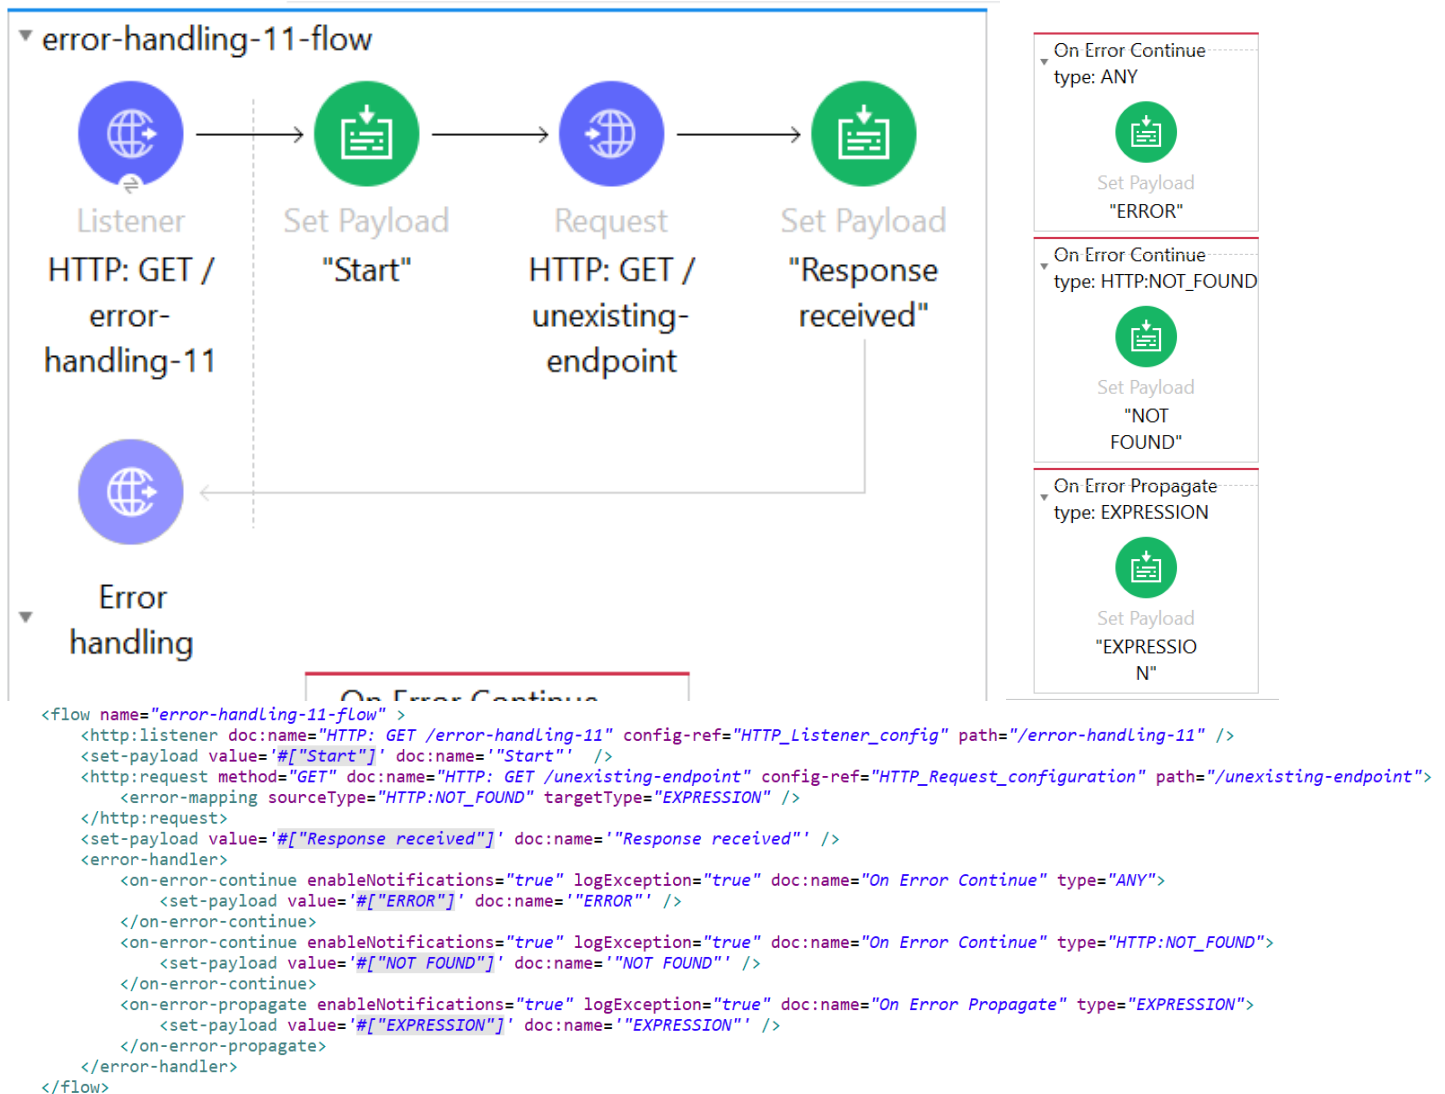 error-handling-11-flow
Listener
HTTP: GET /
error-
handling-11
Set Payload
"Start"
Request
HTTP: GET /
unexisting-
endpoint
Set Payload
"Response
received"
Error
handling
On Error Continue
On Error Continue
type: ANY
Set Payload
"ERROR"
On Error Continue
type: HTTP:NOT_FOUND
Set Payload
"NOT
FOUND"
On Error Propagate
type: EXPRESSION
Set Payload
"EXPRESSIO
N"
<flow name="error-handling-11-flow" >
<http:listener doc:name="HTTP: GET /error-handling-11" config-ref="HTTP_Listener_config" path="/error-handling-11" />
<set-payload value='#["Start"]' doc:name='"Start"'  />
<http:request method="GET" doc:name="HTTP: GET /unexisting-endpoint" config-ref="HTTP_Request_configuration" path="/unexisting-endpoint">
<error-mapping sourceType="HTTP:NOT_FOUND" targetType="EXPRESSION" />
</http:request>
<set-payload value='#["Response received"]' doc:name='"Response received"' />
<error-handler>
<on-error-continue enableNotifications="true" logException="true" doc:name="On Error Continue" type="ANY">
<set-payload value='#["ERROR"]' doc:name='"ERROR"' />
</on-error-continue>
<on-error-continue enableNotifications="true" logException="true" doc:name="On Error Continue" type="HTTP:NOT_FOUND">
<set-payload value='#["NOT FOUND"]' doc:name='"NOT FOUND"' />
</on-error-continue>
<on-error-propagate enableNotifications="true" logException="true" doc:name="On Error Propagate" type="EXPRESSION">
<set-payload value='#["EXPRESSION"]' doc:name='"EXPRESSION"' />
</on-error-propagate>
</error-handler>
</flow>